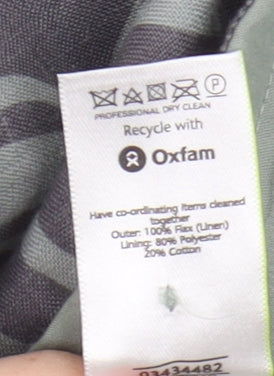 P
PROFESSIONAL DRY CLEAN
Recycle with
Oxfam
Have co-ordinating items cleaned
together
Outer: 100% Flax (Linen)
Lining: 80% Polyester
20% Cotton
03434482